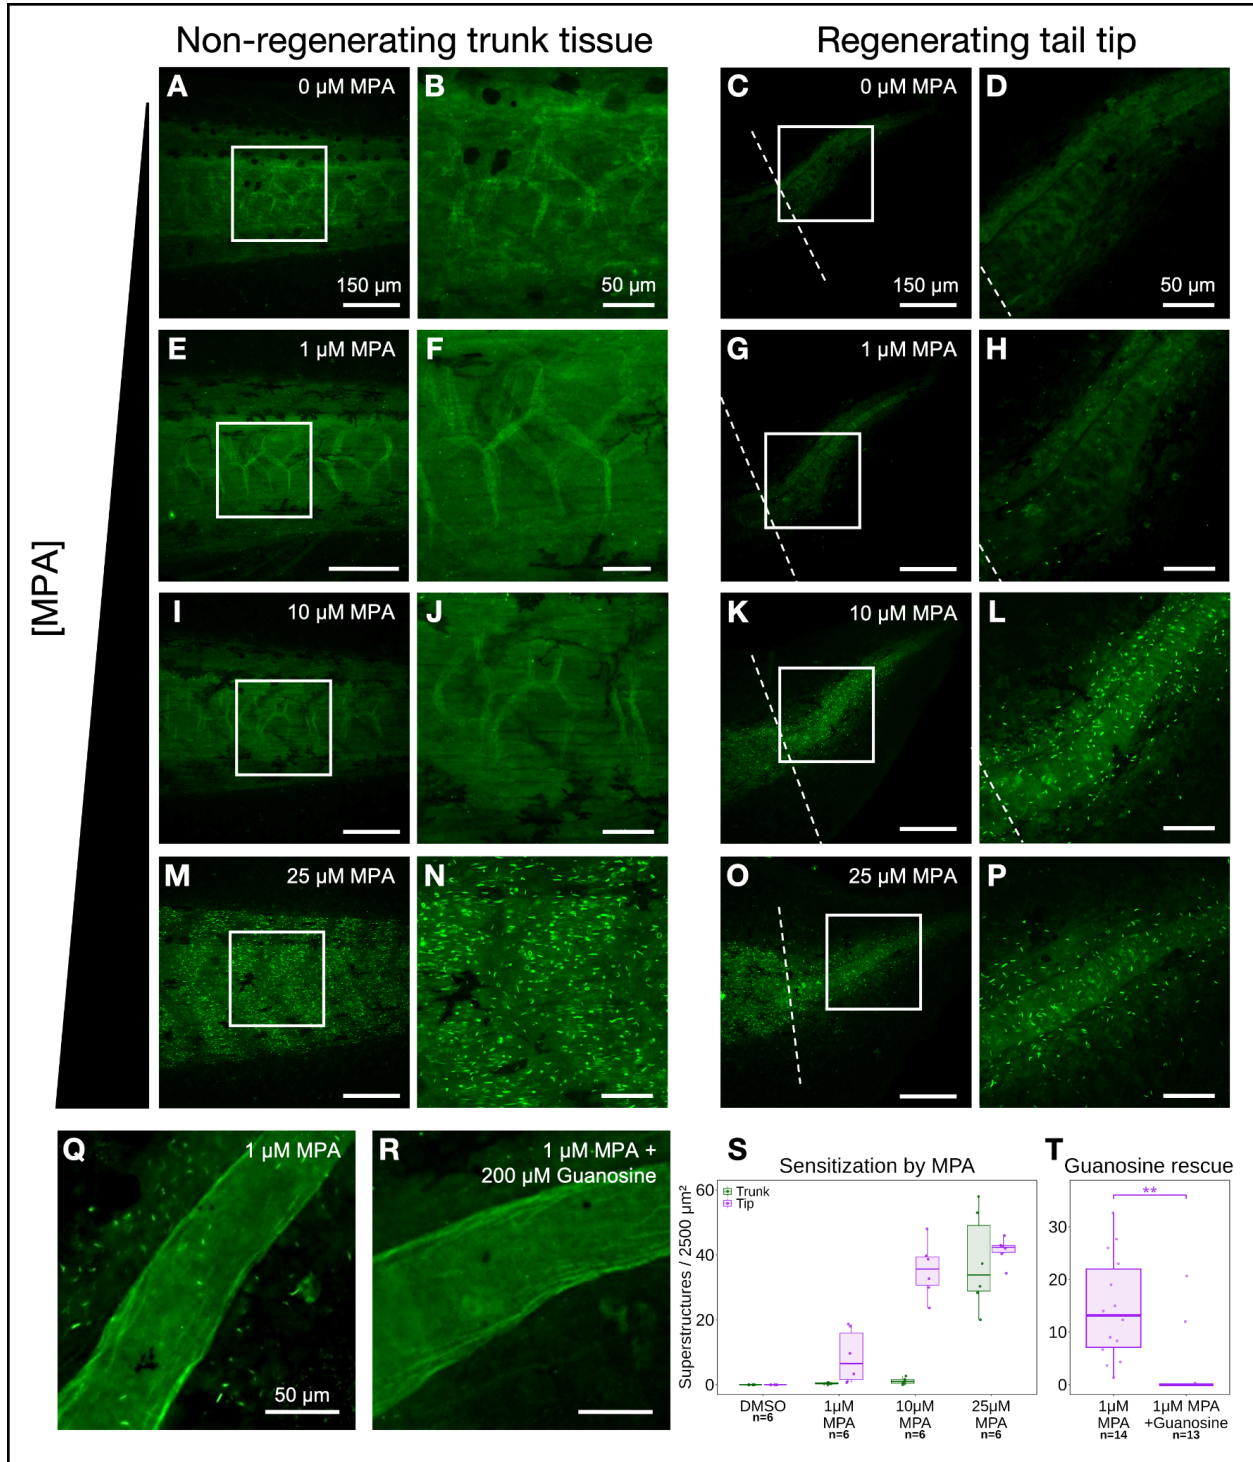 Non-regenerating trunk tissue
Regenerating tail tip
A
0 µM MPA
150 µm
B
50 µm
C
0 µM MPA
150 µm
D
50 µm
E
1 µM MPA
F
G
1 µM MPA
H
[MPA]
I
10 µM MPA
J
K
10 µM MPA
L
M
25 µM MPA
N
O
25 µM MPA
P
Q
1 µM MPA
50 µm
R
1 µM MPA +
200 µM Guanosine
S
Sensitization by MPA
Trunk
Tip
Superstructures / 2500 µm²
60
40
20
0
DMSO
n=6
1µM
MPA
n=6
10µM
MPA
n=6
25µM
MPA
n=6
T
Guanosine rescue
**
30
20
10
0
1µM
MPA
n=14
1µM MPA
+Guanosine
n=13